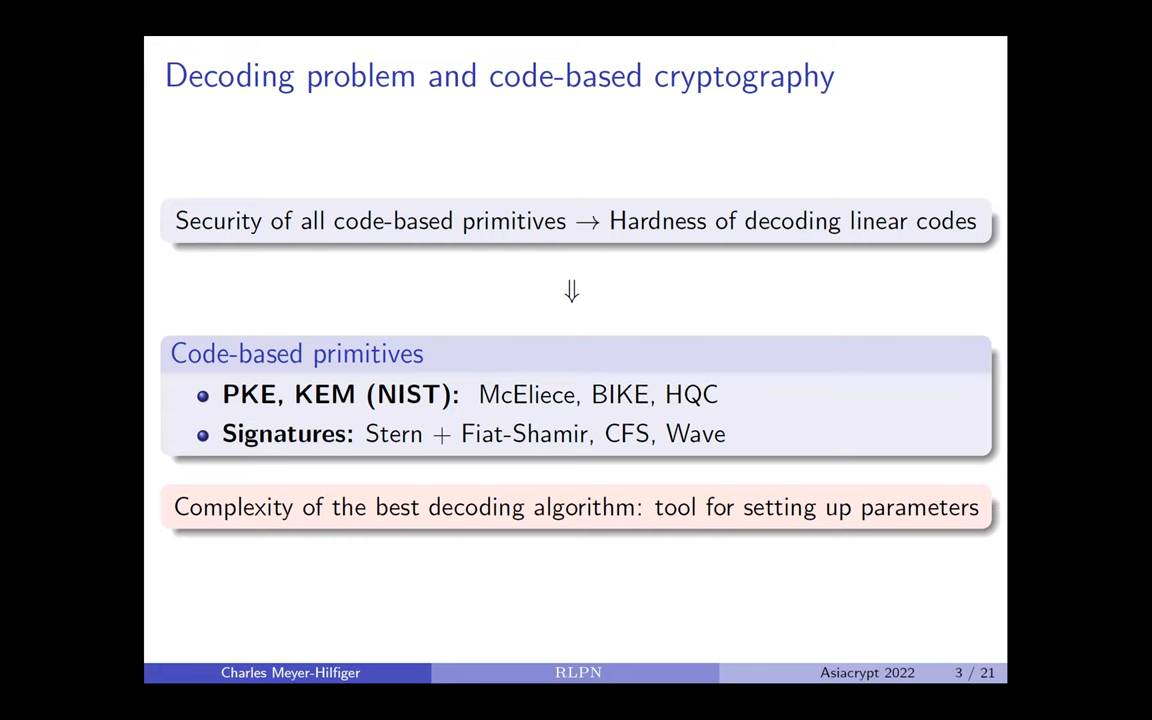 Decoding problem and code-based cryptography
Security of all code-based primitives → Hardness of decoding linear codes
⇓
Code-based primitives
PKE, KEM (NIST): McEliece, BIKE, HQC
Signatures: Stern + Fiat-Shamir, CFS, Wave
Complexity of the best decoding algorithm: tool for setting up parameters
Charles Meyer-Hilfiger RLPN Asiacrypt 2022 3 / 21